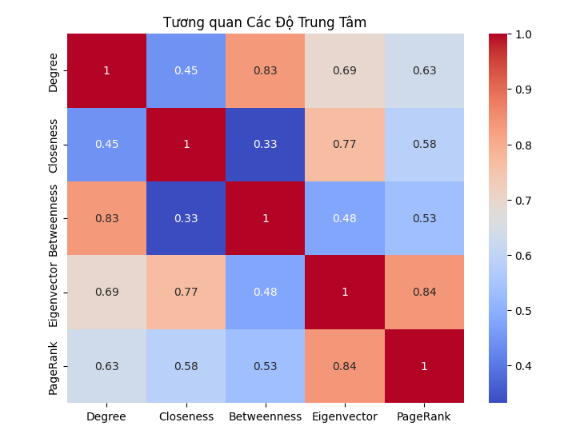 Tương quan Các Độ Trung Tâm
Degree 1 0.45 0.83 0.69 0.63
Closeness 0.45 1 0.33 0.77 0.58
Betweenness 0.83 0.33 1 0.48 0.53
Eigenvector 0.69 0.77 0.48 1 0.84
PageRank 0.63 0.58 0.53 0.84 1
Degree Closeness Betweenness Eigenvector PageRank
1.0
0.9
0.8
0.7
0.6
0.5
0.4